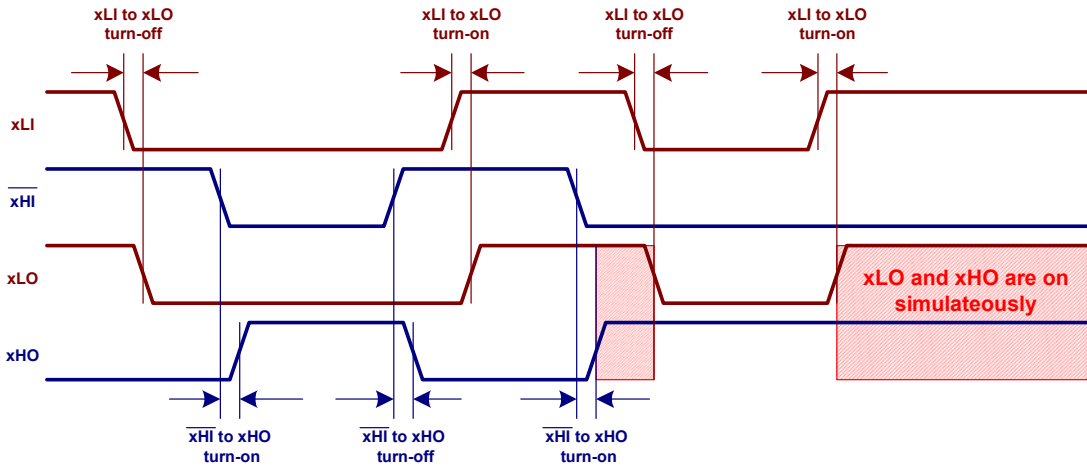 xLI to xLO
turn-off
xLI to xLO
turn-on
xLI to xLO
turn-off
xLI to xLO
turn-on
xLI
xHI
xLO
xLO and xHO are on
simulateously
xHO
xHI to xHO
turn-on
xHI to xHO
turn-off
xHI to xHO
turn-on